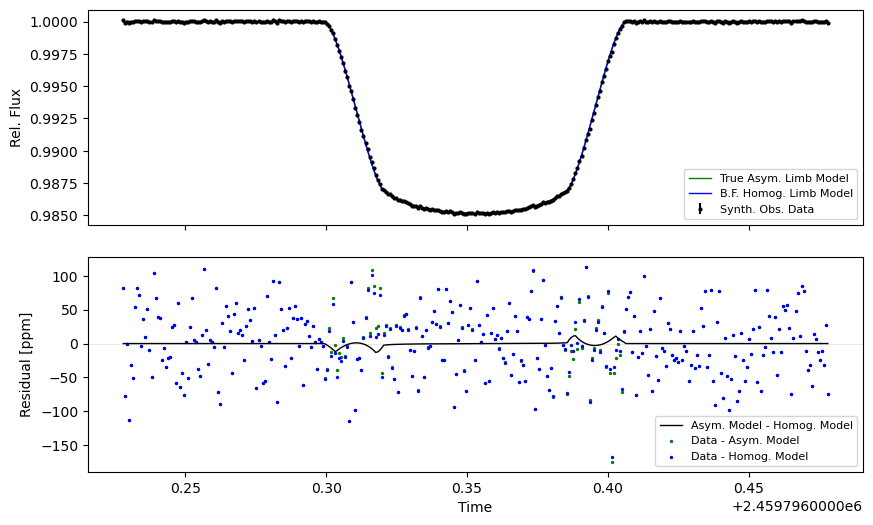 1.0000
0.9975
0.9950
0.9925
0.9900
0.9875
0.9850
Rel. Flux
True Asym. Limb Model
B.F. Homog. Limb Model
Synth. Obs. Data
100
50
0
−50
−100
−150
Residual [ppm]
Asym. Model - Homog. Model
Data - Asym. Model
Data - Homog. Model
0.25 0.30 0.35 0.40 0.45
Time
+2.4597960000e6